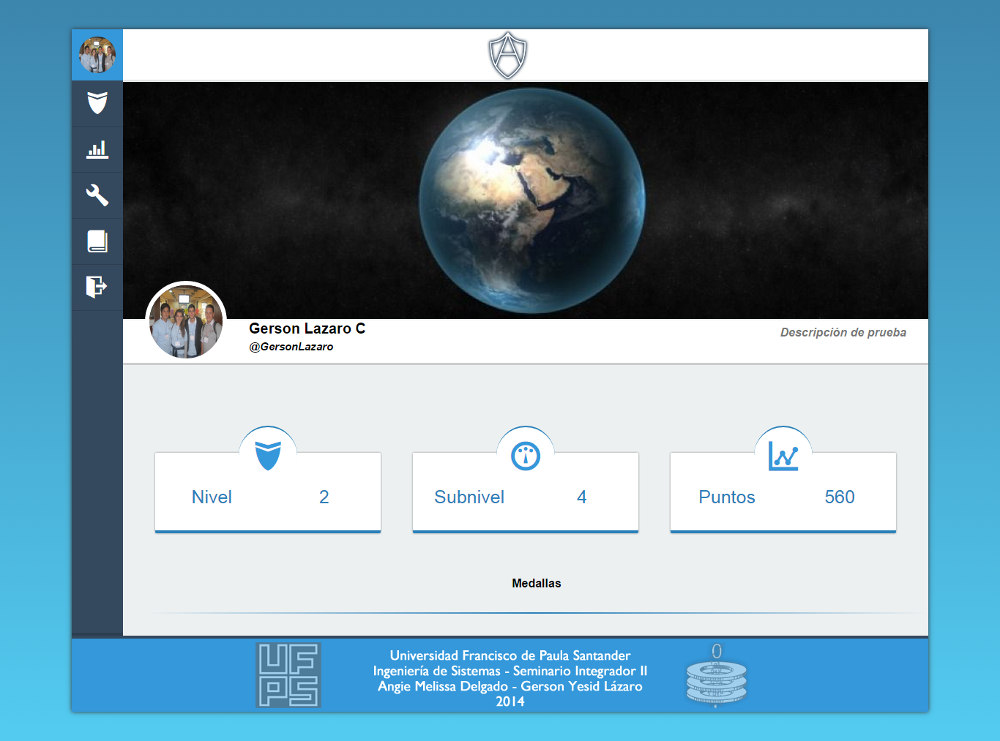 A
Gerson Lazaro C
@GersonLazaro
Descripción de prueba
Nivel 2
Subnivel 4
Puntos 560
Medallas
UF
PS
Universidad Francisco de Paula Santander
Ingeniería de Sistemas - Seminario Integrador II
Angie Melissa Delgado - Gerson Yesid Lázaro
2014